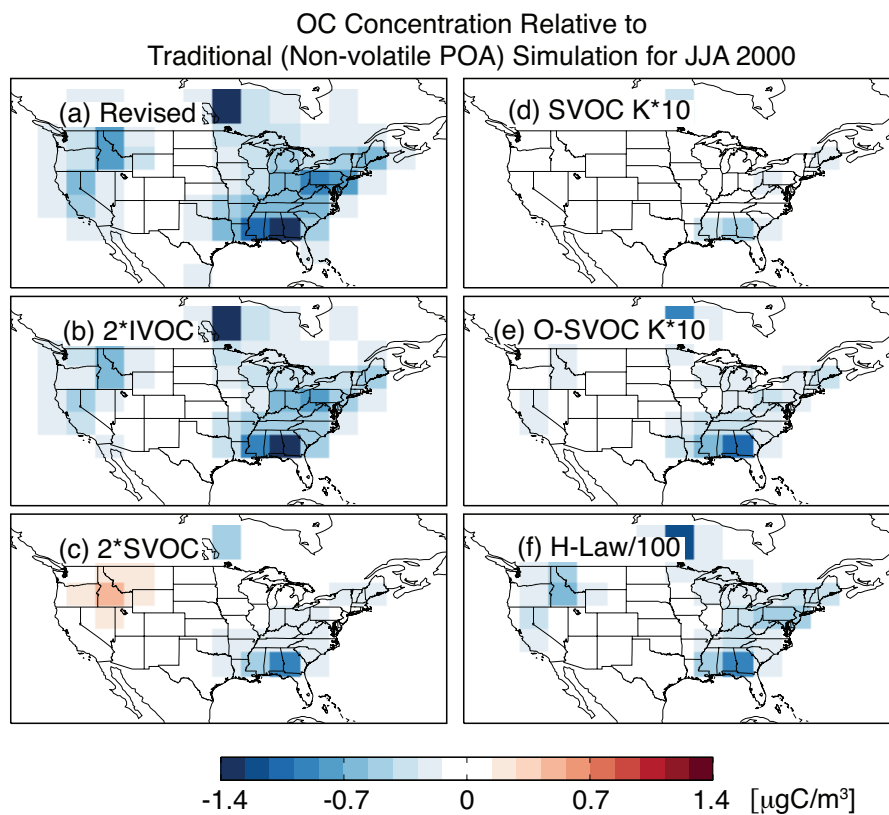 OC Concentration Relative to
Traditional (Non-volatile POA) Simulation for JJA 2000
(a) Revised
(d) SVOC K*10
(b) 2*IVOC
(e) O-SVOC K*10
(c) 2*SVOC
(f) H-Law/100
-1.4 -0.7 0 0.7 1.4 [µgC/m³]